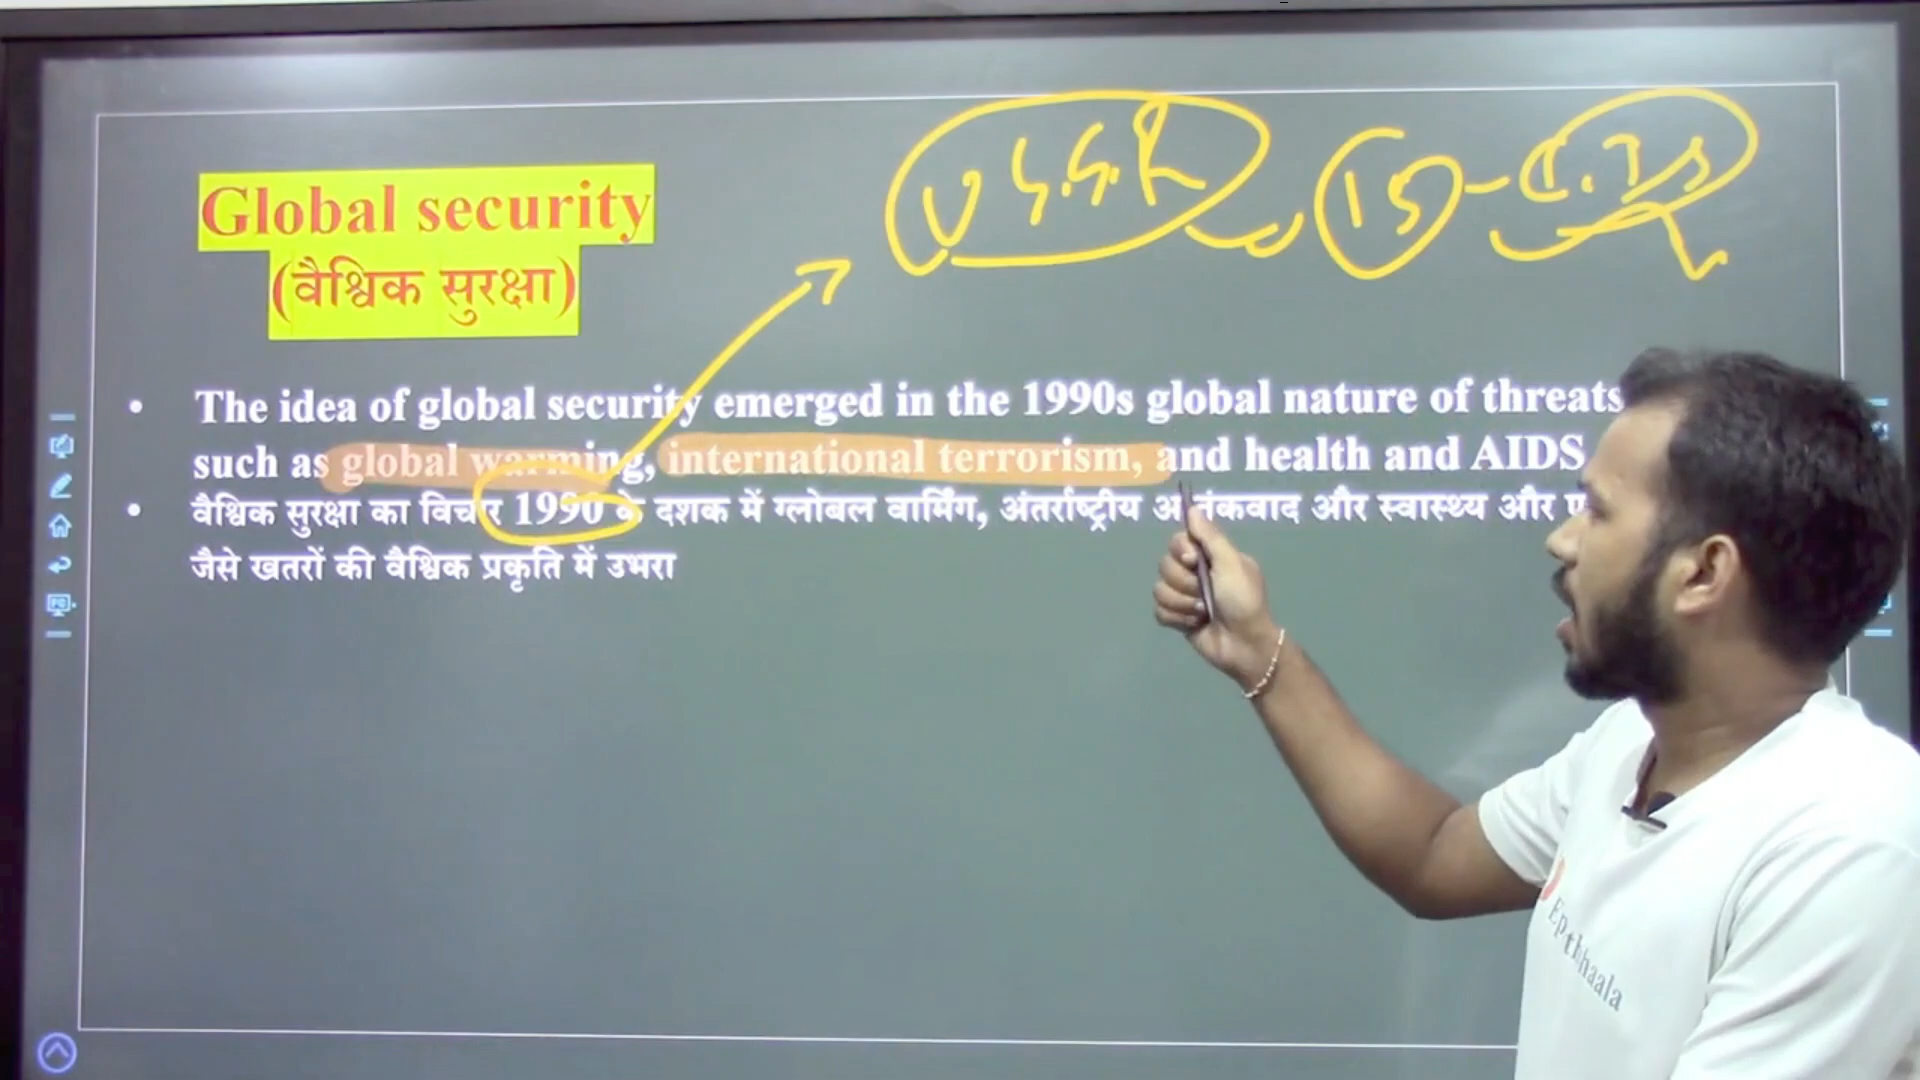 U S.S.R
15 -
Global security
(वैश्विक सुरक्षा)
• The idea of global security emerged in the 1990s global nature of threats
such as global warming, international terrorism, and health and AIDS
• वैश्विक सुरक्षा का विचार 1990 के दशक में ग्लोबल वार्मिंग, अंतर्राष्ट्रीय आतंकवाद और स्वास्थ्य और
जैसे खतरों की वैश्विक प्रकृति में उभरा